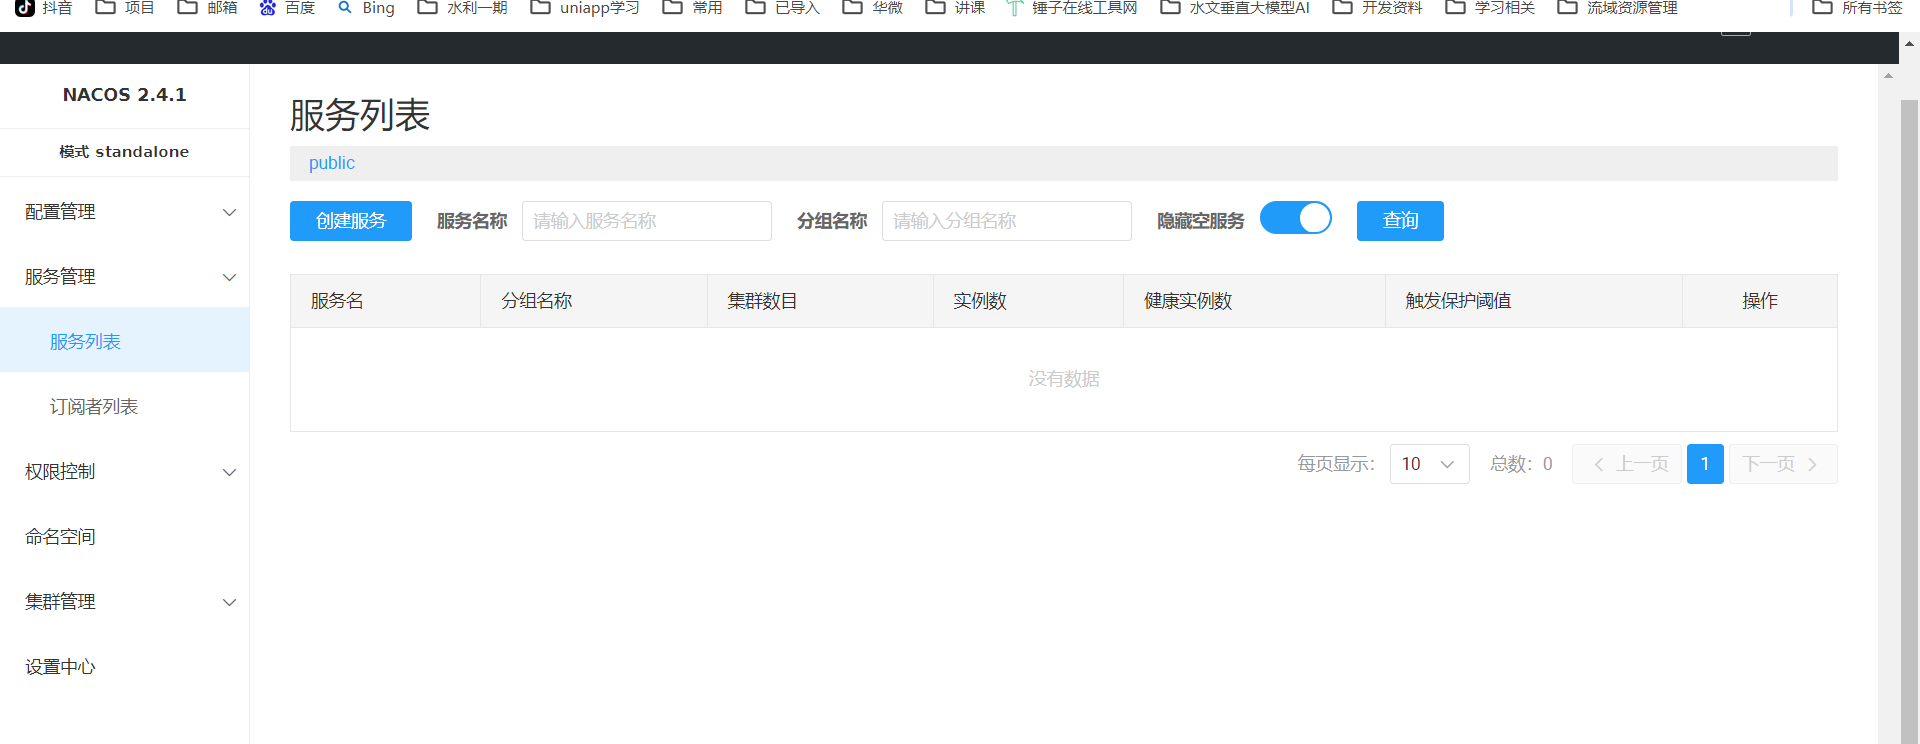 抖音 项目 邮箱 百度 Bing 水利一期 uniapp学习 常用 已导入 华微 讲课 锤子在线工具网 水文垂直大模型AI 开发资料 学习相关 流域资源管理 所有书签
NACOS 2.4.1
模式 standalone
配置管理
服务管理
服务列表
订阅者列表
权限控制
命名空间
集群管理
设置中心
服务列表
public
创建服务 服务名称 请输入服务名称 分组名称 请输入分组名称 隐藏空服务 查询
服务名 分组名称 集群数目 实例数 健康实例数 触发保护阈值 操作
没有数据
每页显示: 10 总数: 0 上一页 1 下一页